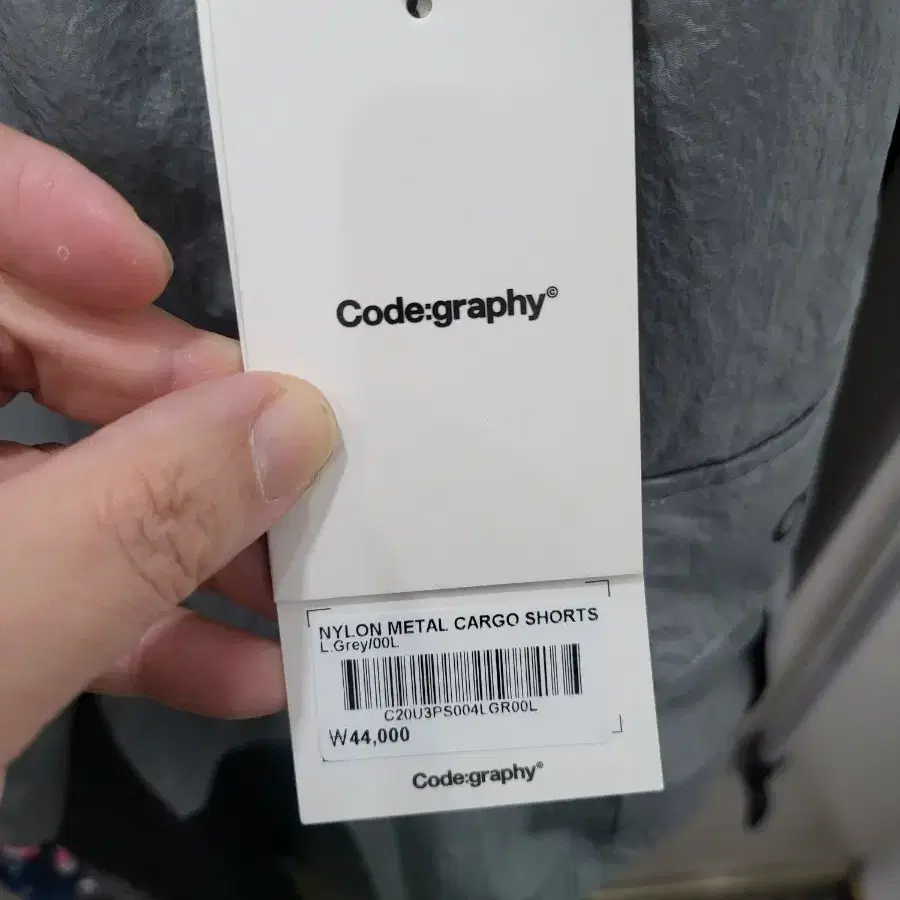 Code:graphy©
NYLON METAL CARGO SHORTS
L.Grey/00L
C20U3PS004LGR00L
₩44,000
Code:graphy©